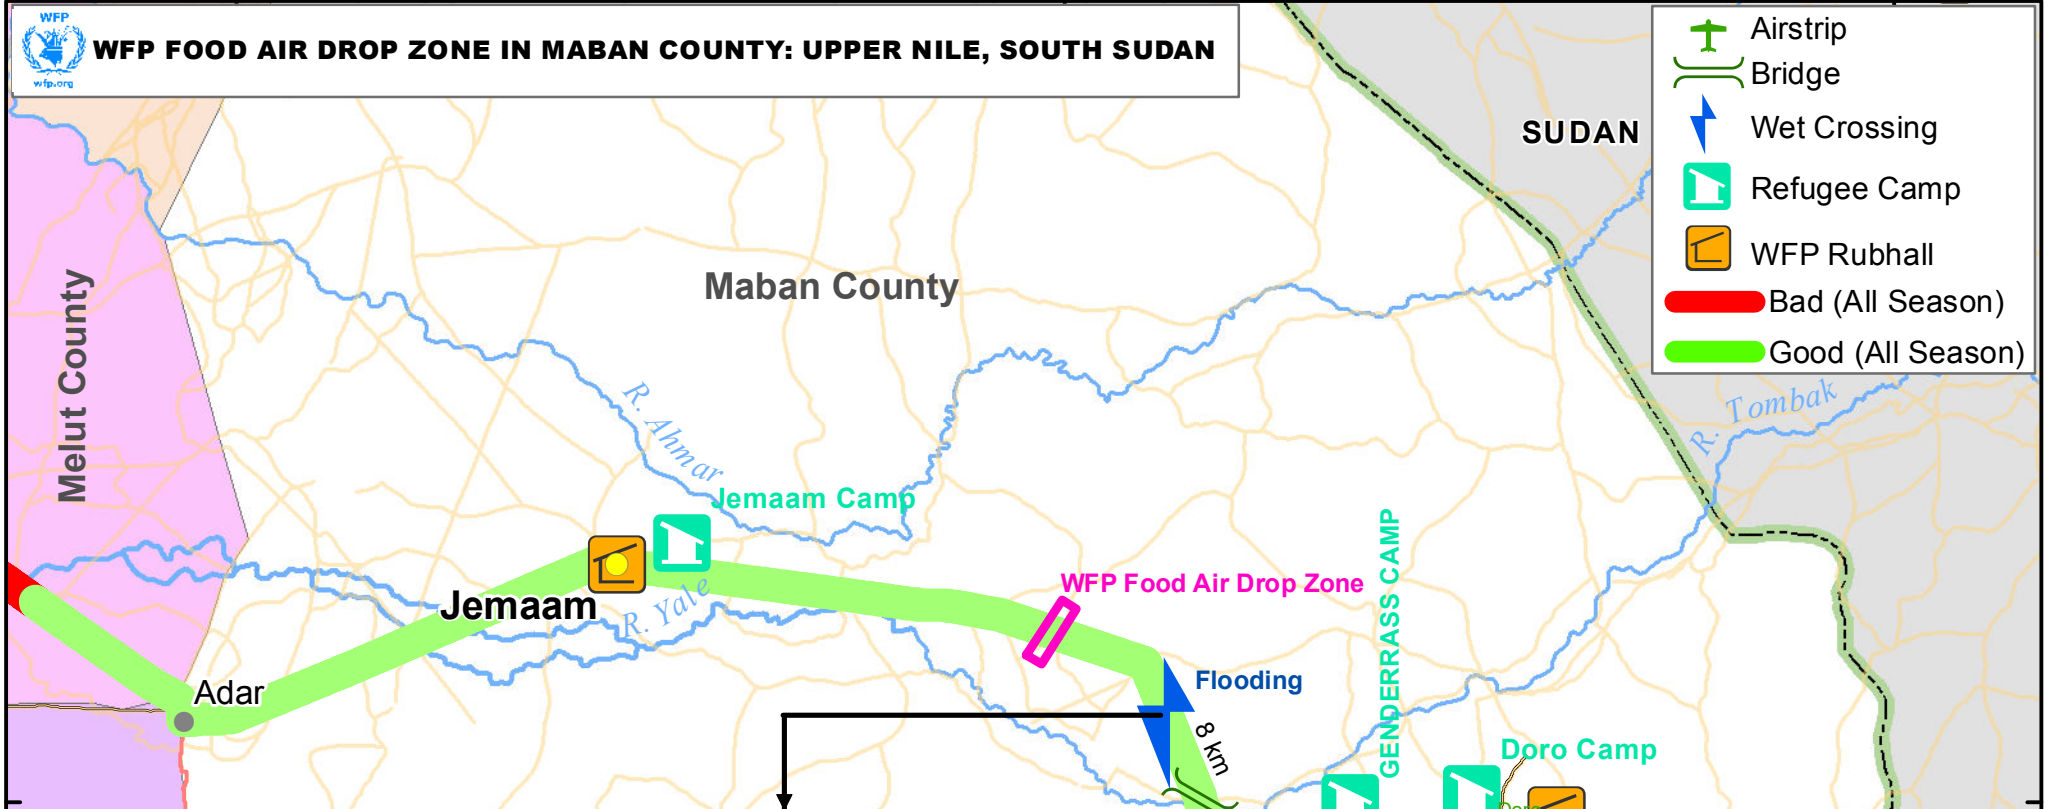 WFP
wfp.org
WFP FOOD AIR DROP ZONE IN MABAN COUNTY: UPPER NILE, SOUTH SUDAN
Airstrip
Bridge
Wet Crossing
Refugee Camp
WFP Rubhall
Bad (All Season)
Good (All Season)
SUDAN
Maban County
Melut County
R. Ahmar
R. Tombak
Jemaam Camp
Jemaam
R. Yale
WFP Food Air Drop Zone
GENDERRASS CAMP
Flooding
Adar
8 km
Doro Camp
Doro